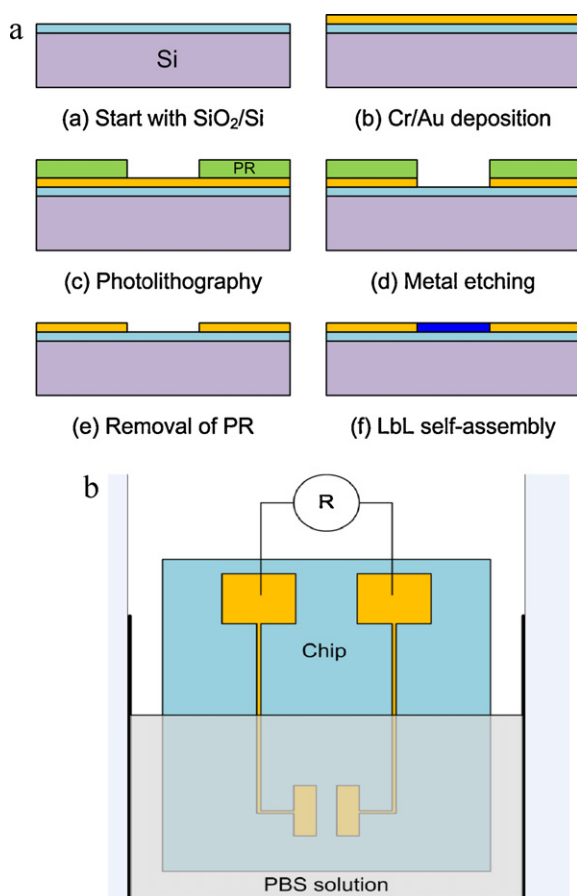 a
Si
(a) Start with SiO₂/Si
(b) Cr/Au deposition
PR
(c) Photolithography
(d) Metal etching
(e) Removal of PR
(f) LbL self-assembly
b
R
Chip
PBS solution